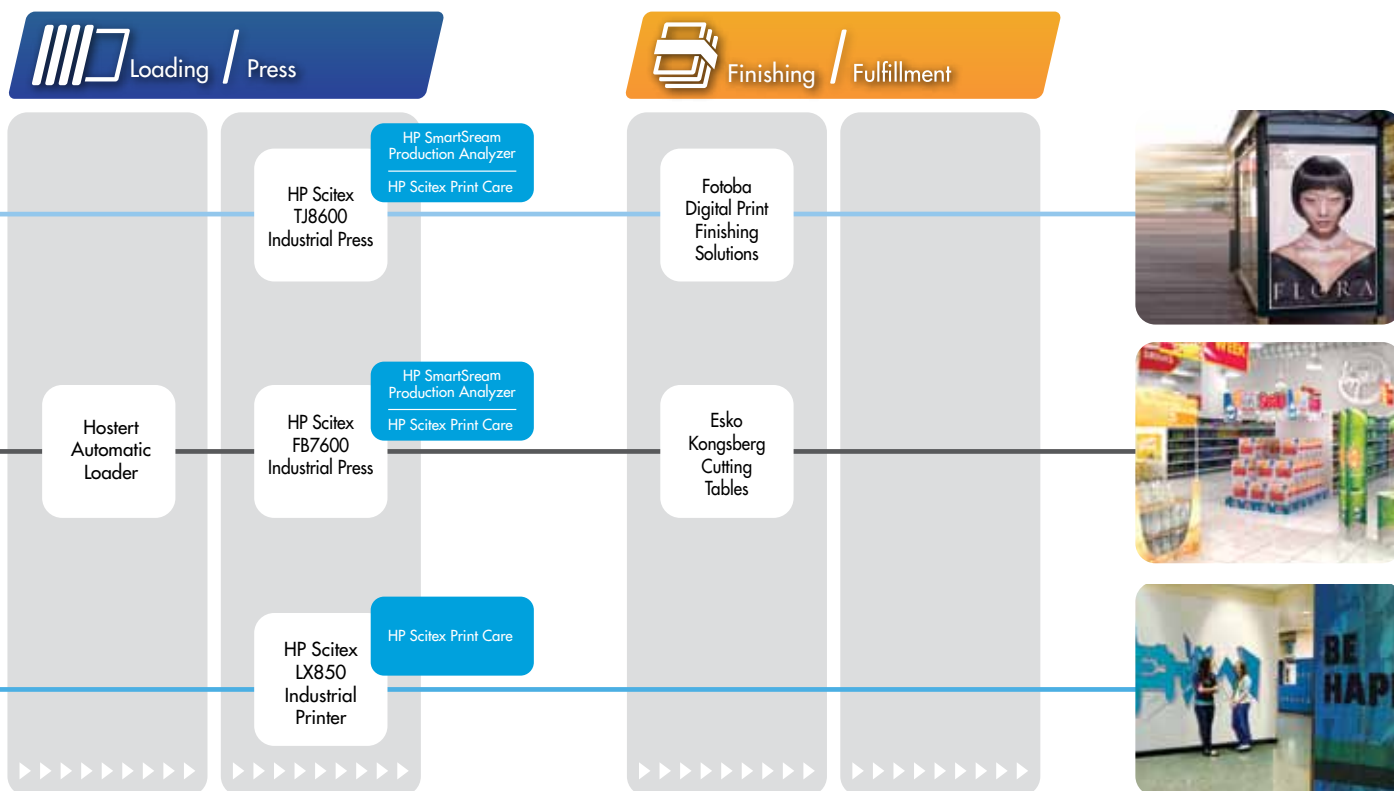 Loading / Press
Finishing / Fulfillment
HP SmartSream
Production Analyzer
HP Scitex Print Care
HP Scitex
TJ8600
Industrial Press
Fotoba
Digital Print
Finishing
Solutions
FLORA
HP SmartSream
Production Analyzer
HP Scitex Print Care
Hostert
Automatic
Loader
HP Scitex
FB7600
Industrial Press
Esko
Kongsberg
Cutting
Tables
WEEK
HP Scitex Print Care
HP Scitex
LX850
Industrial
Printer
BE
HAP